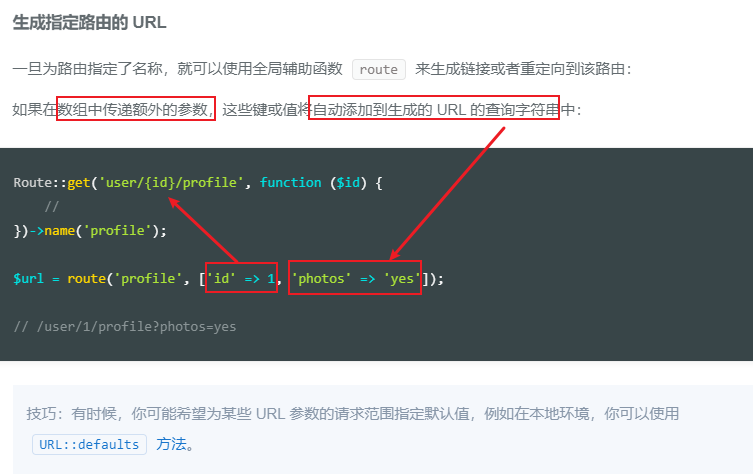 生成指定路由的 URL
一旦为路由指定了名称，就可以使用全局辅助函数 route 来生成链接或者重定向到该路由：
如果在数组中传递额外的参数，这些键或值将自动添加到生成的 URL 的查询字符串中：
Route::get('user/{id}/profile', function ($id) {
    //
})->name('profile');
$url = route('profile', ['id' => 1, 'photos' => 'yes']);
// /user/1/profile?photos=yes
技巧：有时候，你可能希望为某些 URL 参数的请求范围指定默认值，例如在本地环境，你可以使用
URL::defaults 方法。